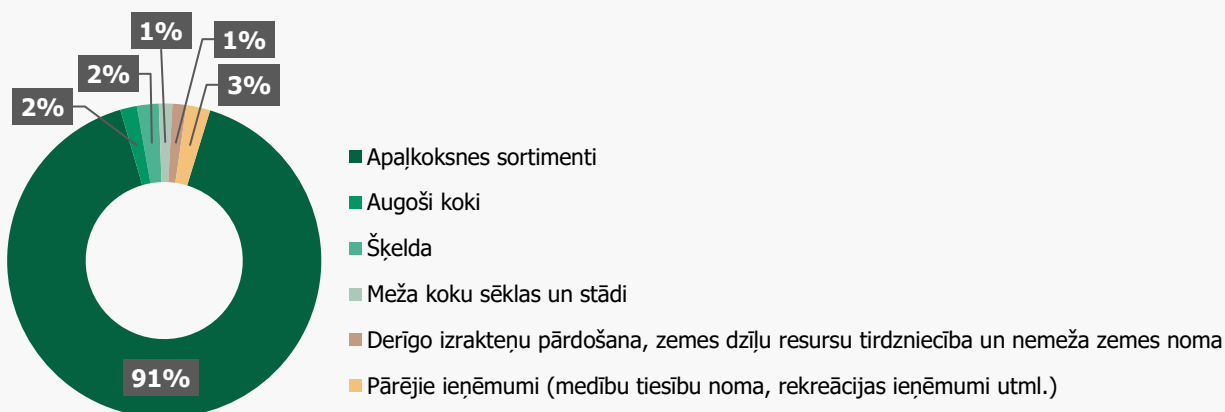 1%
1%
2%
3%
2%
91%
Apaļkoksnes sortimenti
Augoši koki
Šķelda
Meža koku sēklas un stādi
Derīgo izrakteņu pārdošana, zemes dzīļu resursu tirdzniecība un nemeža zemes noma
Pārējie ieņēmumi (medību tiesību noma, rekreācijas ieņēmumi utml.)